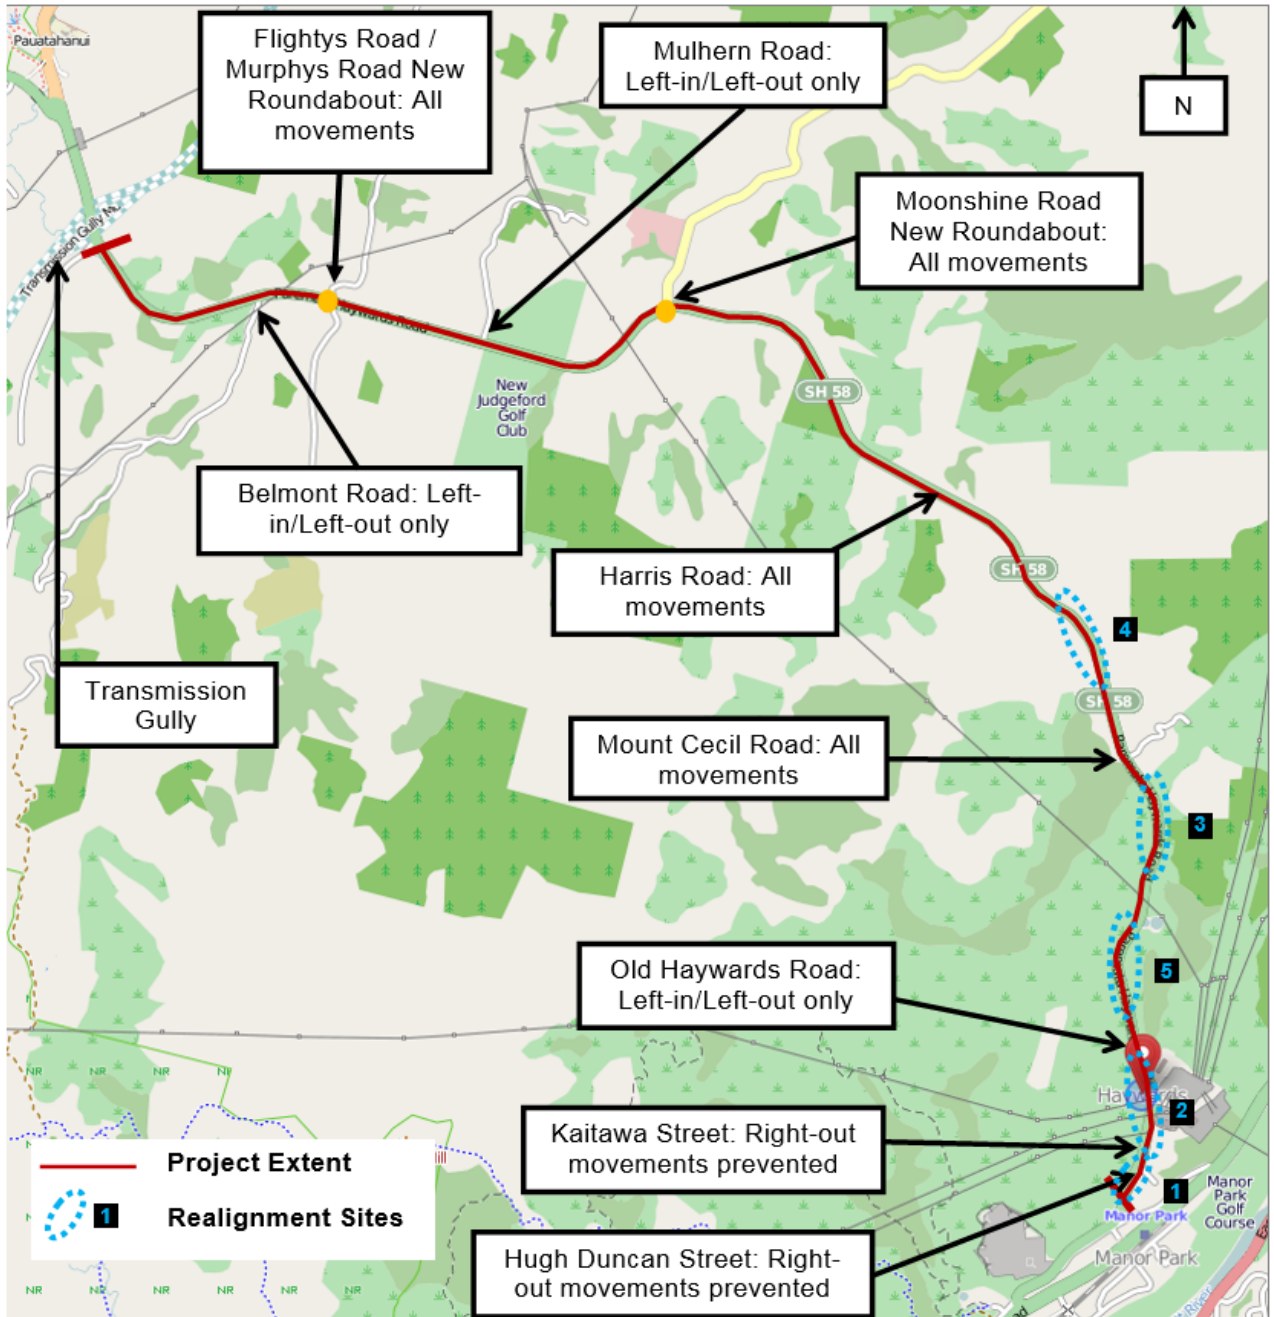 Pauatahanui
Flightys Road /
Murphys Road New
Roundabout: All
movements
Mulhern Road:
Left-in/Left-out only
N
Moonshine Road
New Roundabout:
All movements
Transmission Gully
Haywards Road
New
Judgeford
Golf
Club
SH 58
Belmont Road: Left-
in/Left-out only
Harris Road: All
movements
SH 58
4
Transmission
Gully
SH 58
Mount Cecil Road: All
movements
3
Old Haywards Road:
Left-in/Left-out only
5
NR NR NR NR
Haywards
2
Kaitawa Street: Right-out
movements prevented
Project Extent
1 Realignment Sites
1
Manor
Park
Golf
Course
Manor Park
Manor Park
Hugh Duncan Street: Right-
out movements prevented
NR NR NR NR NR NR